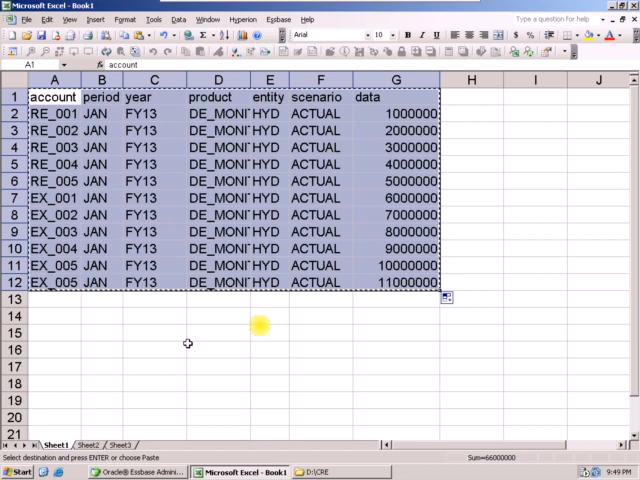 Microsoft Excel - Book1
File Edit View Insert Format Tools Data Window Hyperion Essbase Help Type a question for help
Arial 10 B I U $ %
A1 account
A B C D E F G H I J
1 account period year product entity scenario data
2 RE_001 JAN FY13 DE_MONI HYD ACTUAL 1000000
3 RE_002 JAN FY13 DE_MONI HYD ACTUAL 2000000
4 RE_003 JAN FY13 DE_MONI HYD ACTUAL 3000000
5 RE_004 JAN FY13 DE_MONI HYD ACTUAL 4000000
6 RE_005 JAN FY13 DE_MONI HYD ACTUAL 5000000
7 EX_001 JAN FY13 DE_MONI HYD ACTUAL 6000000
8 EX_002 JAN FY13 DE_MONI HYD ACTUAL 7000000
9 EX_003 JAN FY13 DE_MONI HYD ACTUAL 8000000
10 EX_004 JAN FY13 DE_MONI HYD ACTUAL 9000000
11 EX_005 JAN FY13 DE_MONI HYD ACTUAL 10000000
12 EX_005 JAN FY13 DE_MONI HYD ACTUAL 11000000
13
14
15
16
17
18
19
20
21
Sheet1 Sheet2 Sheet3
Select destination and press ENTER or choose Paste Sum=66000000
Start Oracle® Essbase Admini... Microsoft Excel - Book1 D:\CRE 9:49 PM